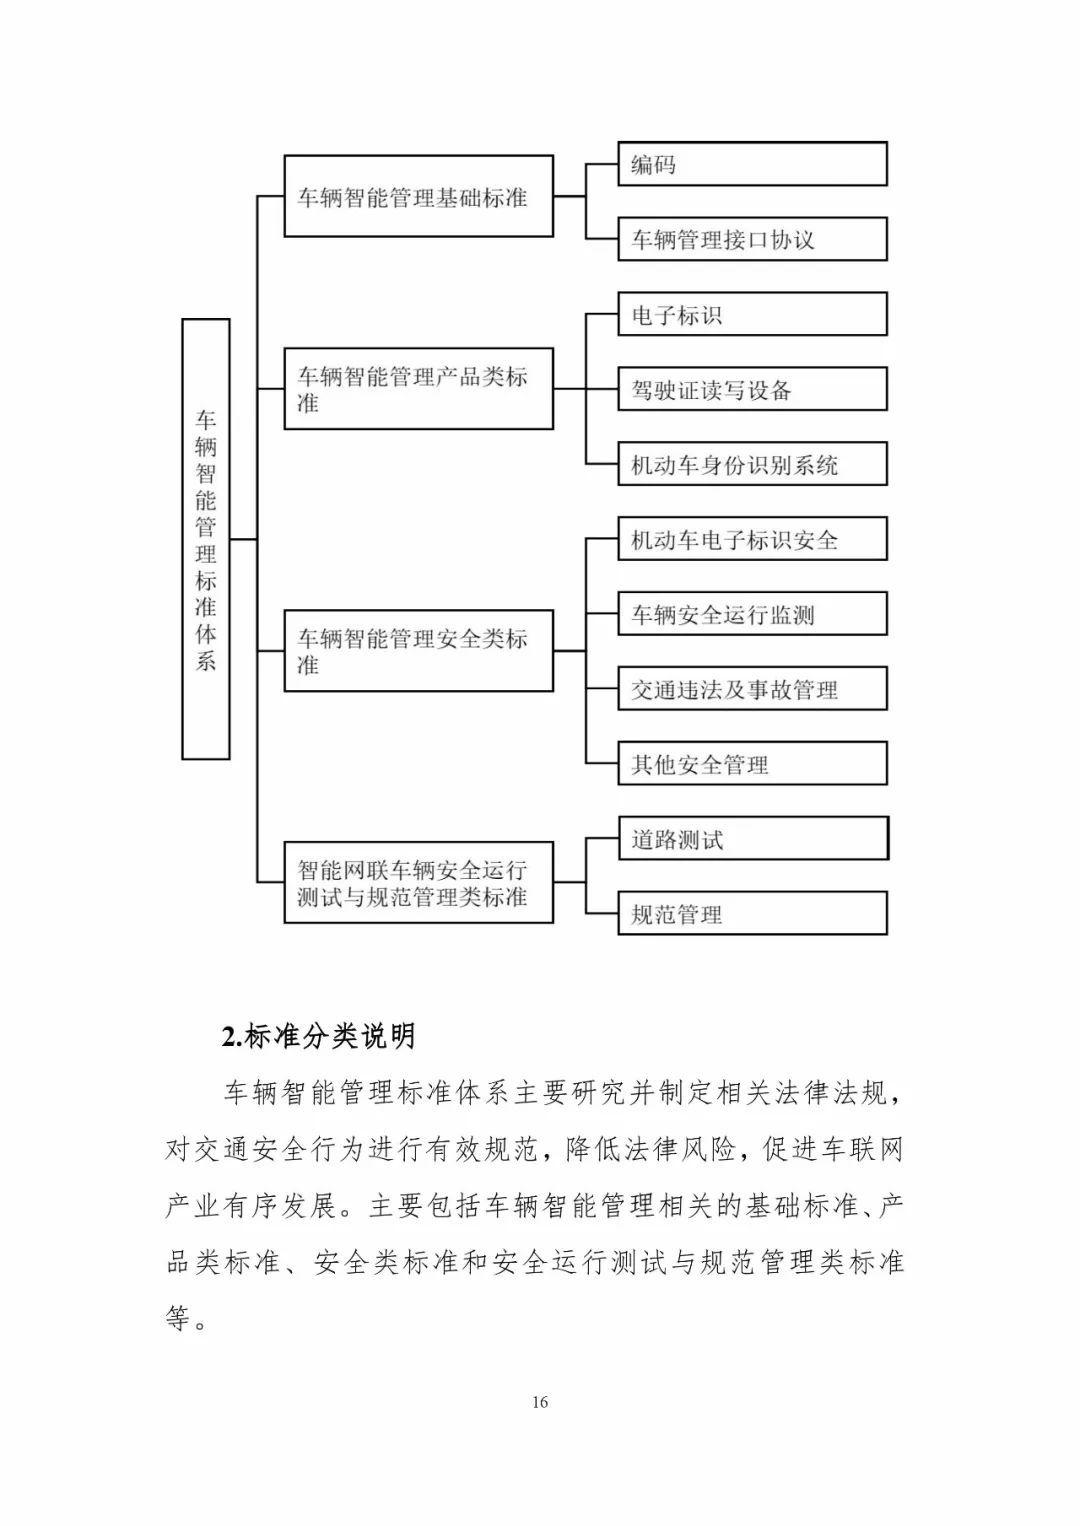 编码
车辆智能管理基础标准
车辆管理接口协议
电子标识
车辆智能管理产品类标
准
驾驶证读写设备
机动车身份识别系统
车辆智能管理标准体系
机动车电子标识安全
车辆安全运行监测
车辆智能管理安全类标
准
交通违法及事故管理
其他安全管理
道路测试
智能网联车辆安全运行
测试与规范管理类标准
规范管理
2.标准分类说明
车辆智能管理标准体系主要研究并制定相关法律法规，
对交通安全行为进行有效规范，降低法律风险，促进车联网
产业有序发展。主要包括车辆智能管理相关的基础标准、产
品类标准、安全类标准和安全运行测试与规范管理类标准
等。
16